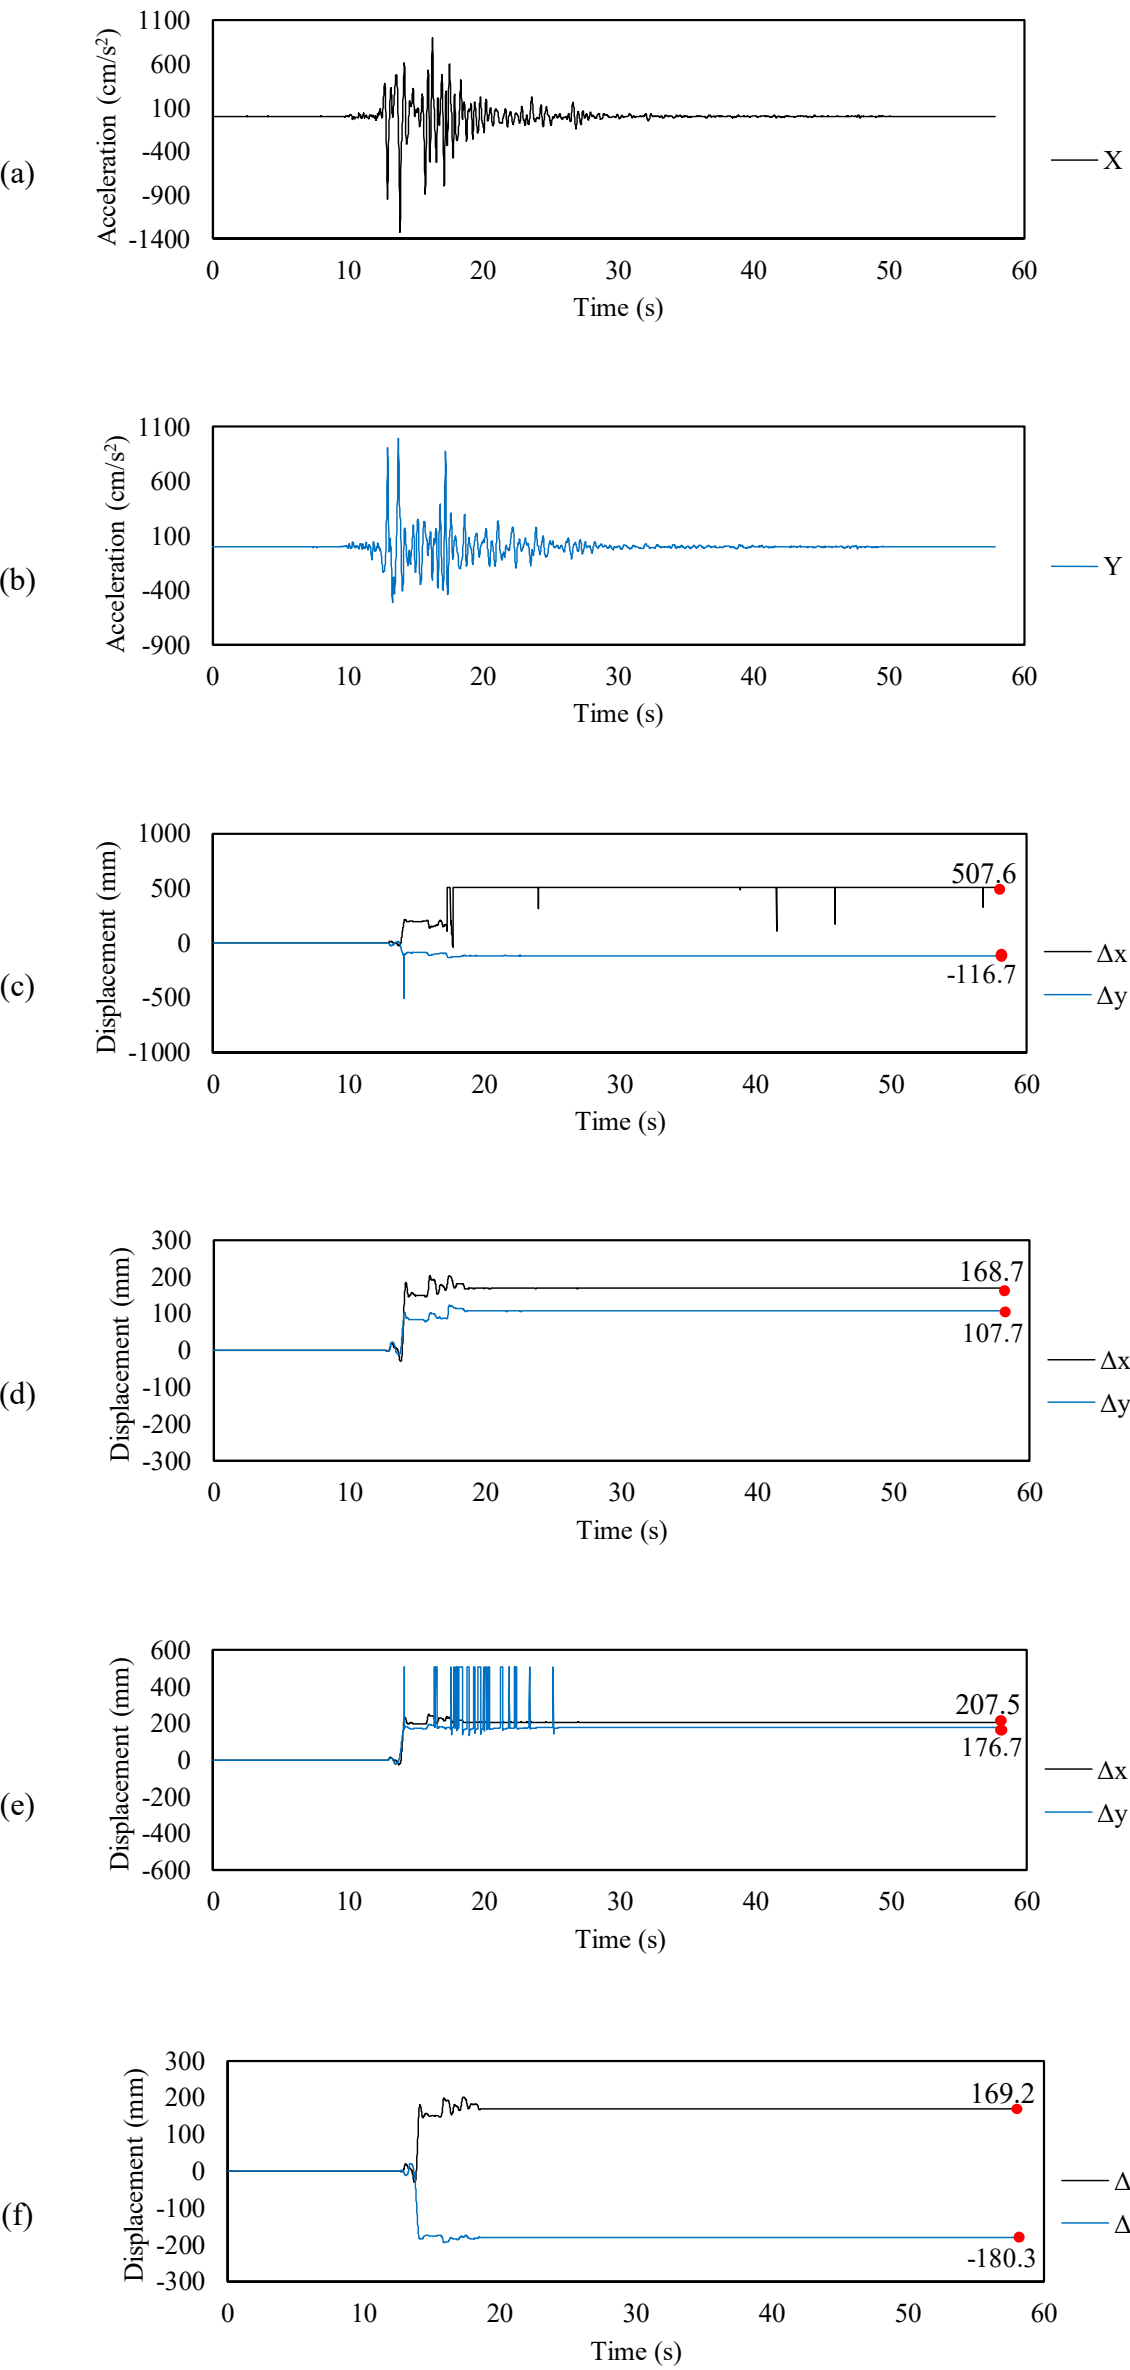 (a)
Acceleration (cm/s²)
1100
600
100
-400
-900
-1400
0 10 20 30 40 50 60
Time (s)
X
(b)
Acceleration (cm/s²)
1100
600
100
-400
-900
0 10 20 30 40 50 60
Time (s)
Y
(c)
Displacement (mm)
1000
500
0
-500
-1000
507.6
-116.7
0 10 20 30 40 50 60
Time (s)
Δx
Δy
(d)
Displacement (mm)
300
200
100
0
-100
-200
-300
168.7
107.7
0 10 20 30 40 50 60
Time (s)
Δx
Δy
(e)
Displacement (mm)
600
400
200
0
-200
-400
-600
207.5
176.7
0 10 20 30 40 50 60
Time (s)
Δx
Δy
(f)
Displacement (mm)
300
200
100
0
-100
-200
-300
169.2
-180.3
0 10 20 30 40 50 60
Time (s)
Δ
Δ